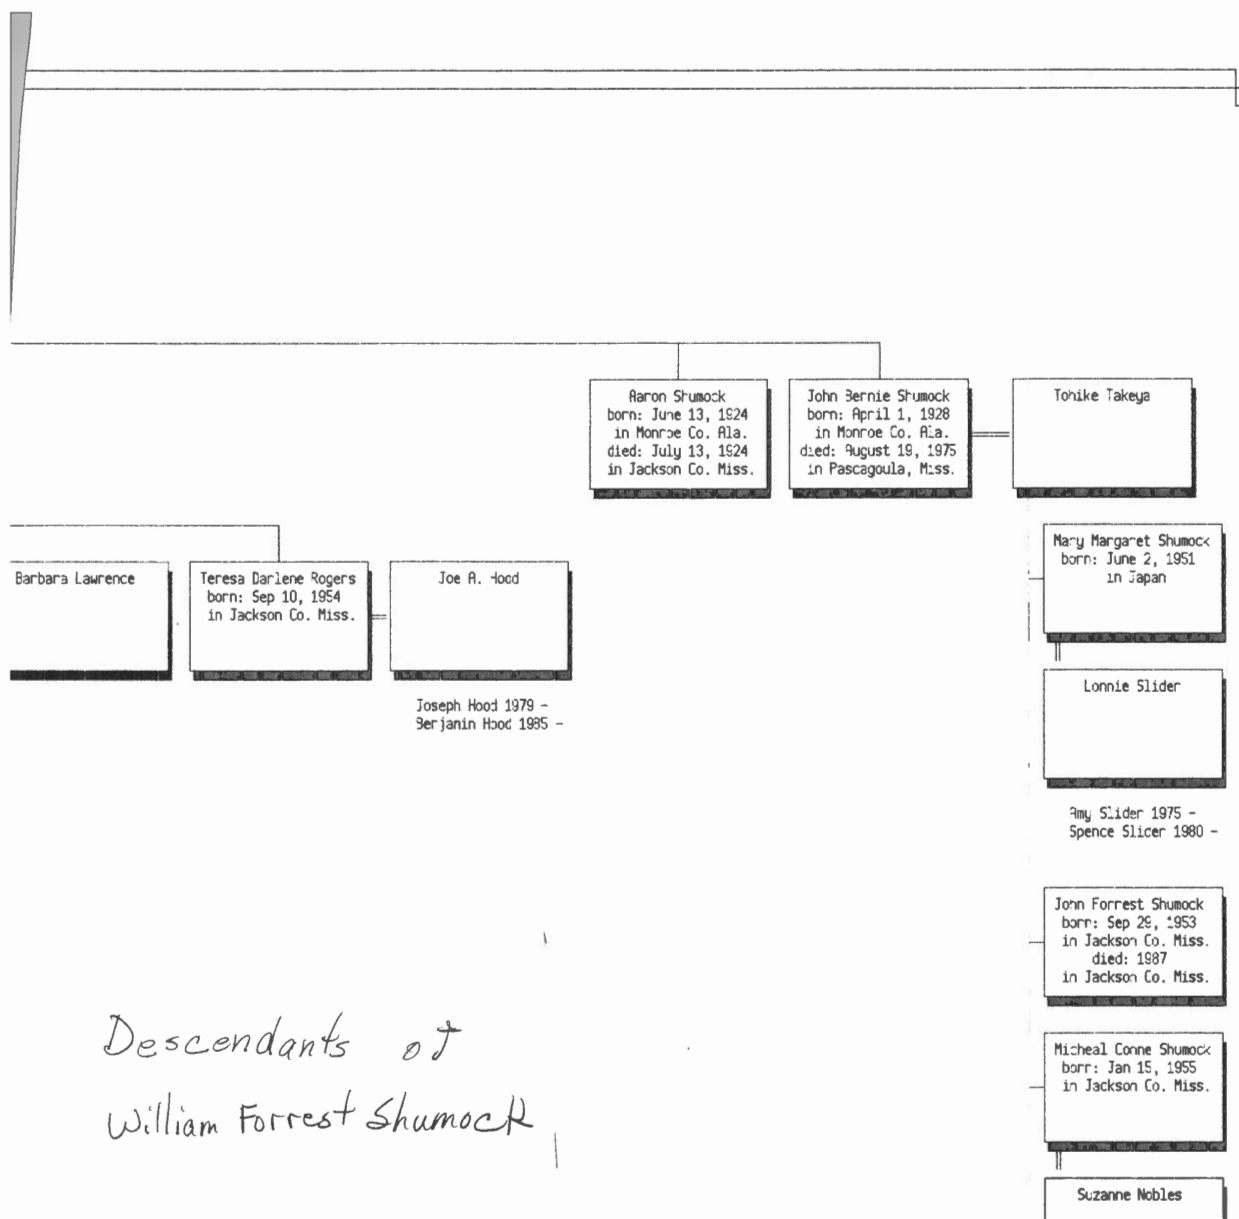 Aaron Shumock
born: June 13, 1924
in Monroe Co. Ala.
died: July 13, 1924
in Jackson Co. Miss.
John Bernie Shumock
born: April 1, 1928
in Monroe Co. Ala.
died: August 19, 1975
in Pascagoula, Miss.
Tohike Takeya
Mary Margaret Shumock
born: June 2, 1951
in Japan
Barbara Lawrence
Teresa Darlene Rogers
born: Sep 10, 1954
in Jackson Co. Miss.
Joe A. Hood
Joseph Hood 1979 -
Benjanin Hood 1985 -
Lonnie Slider
Amy Slider 1975 -
Spence Slider 1980 -
John Forrest Shumock
born: Sep 29, 1953
in Jackson Co. Miss.
died: 1987
in Jackson Co. Miss.
Micheal Conne Shumock
born: Jan 15, 1955
in Jackson Co. Miss.
Suzanne Nobles
Descendants of
William Forrest Shumock